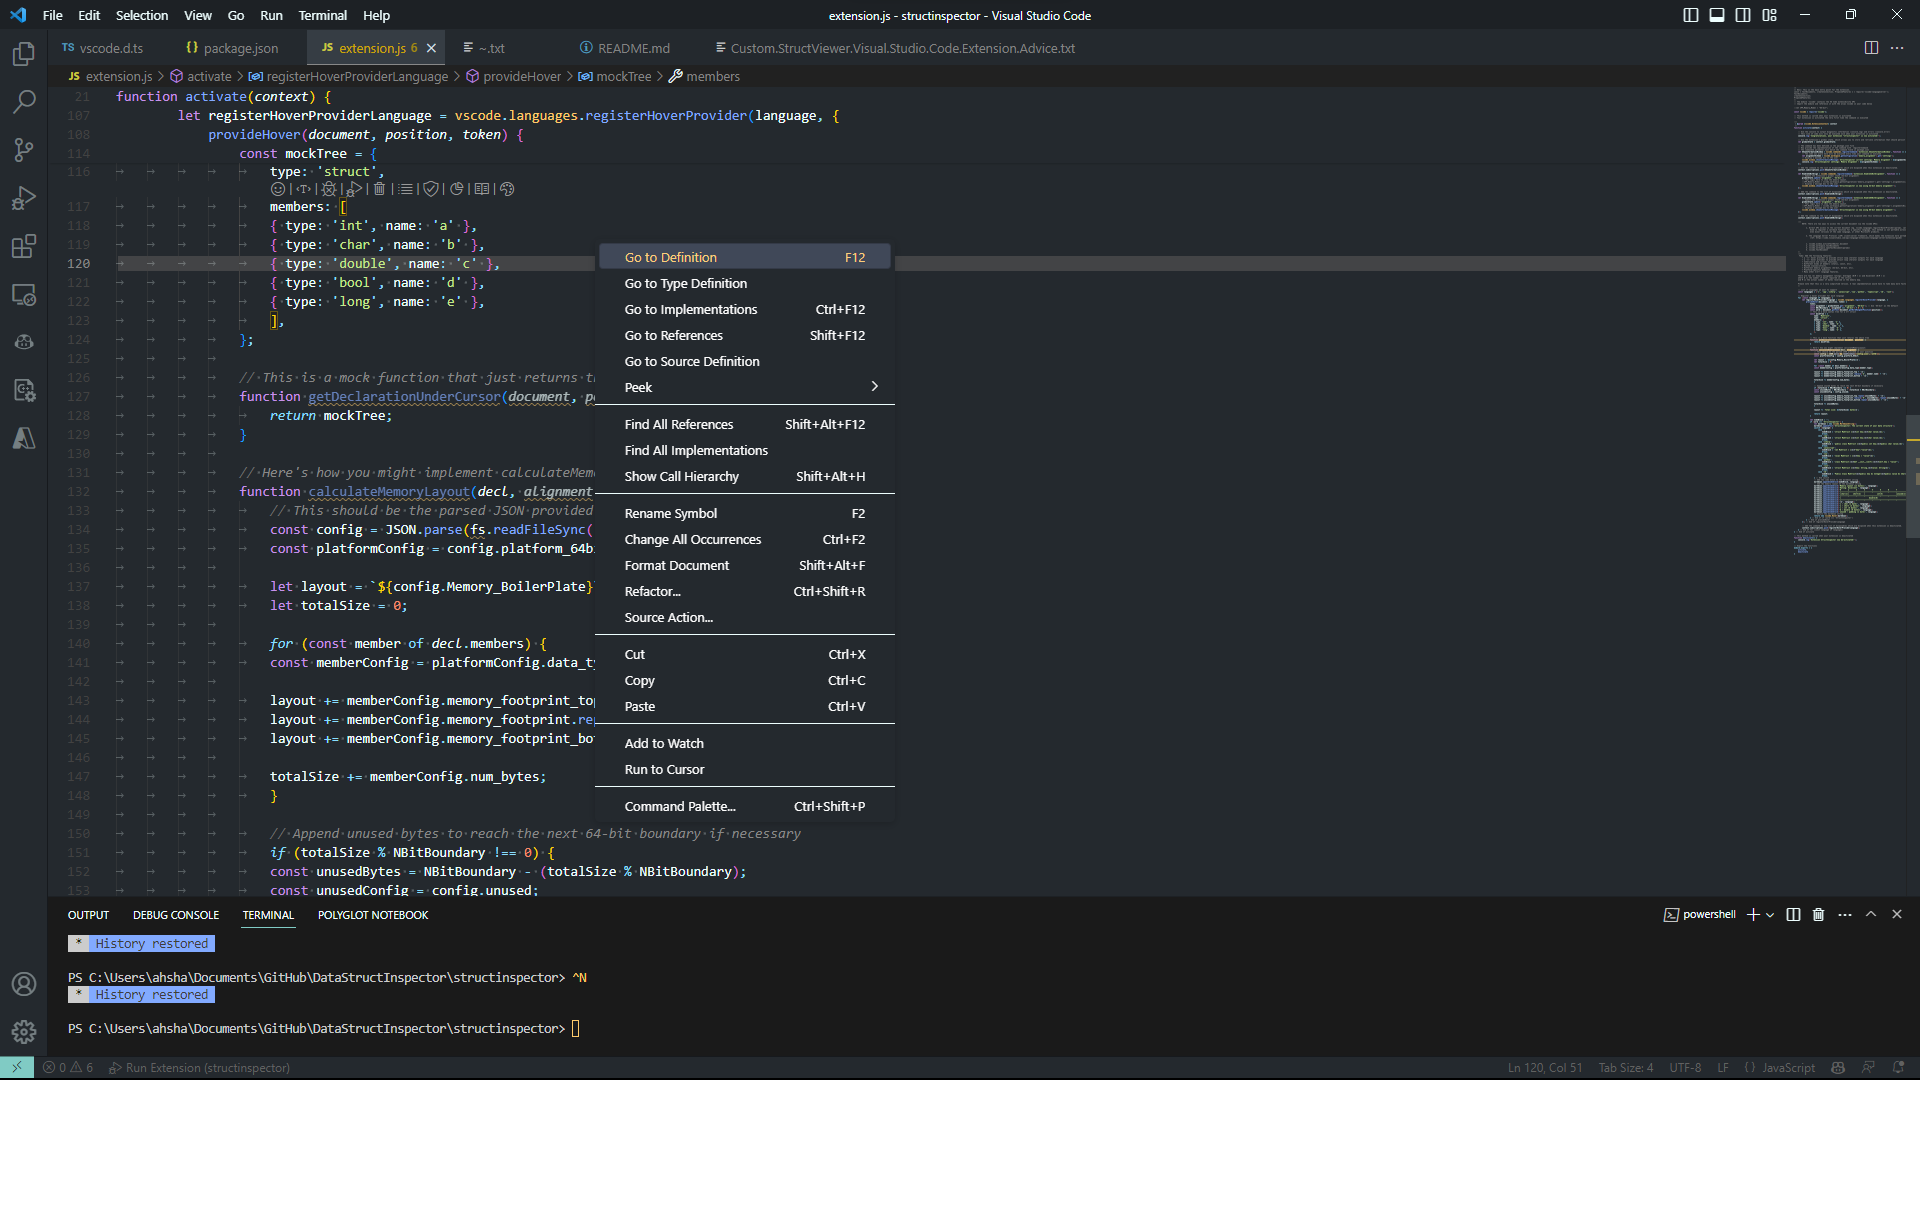 File Edit Selection View Go Run Terminal Help
extension.js - structinspector - Visual Studio Code
TS vscode.d.ts
{} package.json
JS extension.js 6
~.txt
README.md
Custom.StructViewer.Visual.Studio.Code.Extension.Advice.txt
JS extension.js > activate > registerHoverProviderLanguage > provideHover > mockTree > members
21 function activate(context) {
107 let registerHoverProviderLanguage = vscode.languages.registerHoverProvider(language, {
108 provideHover(document, position, token) {
114 const mockTree = {
116 type: 'struct',
117 members: [
118 { type: 'int', name: 'a' },
119 { type: 'char', name: 'b' },
120 { type: 'double', name: 'c' },
121 { type: 'bool', name: 'd' },
122 { type: 'long', name: 'e' },
123 ],
124 };
125
126 // This is a mock function that just returns t
127 function getDeclarationUnderCursor(document, p
128 return mockTree;
129 }
130
131 // Here's how you might implement calculateMem
132 function calculateMemoryLayout(decl, alignment
133 // This should be the parsed JSON provided
134 const config = JSON.parse(fs.readFileSync(
135 const platformConfig = config.platform_64b
136
137 let layout = `${config.Memory_BoilerPlate}
138 let totalSize = 0;
139
140 for (const member of decl.members) {
141 const memberConfig = platformConfig.data_t
142
143 layout += memberConfig.memory_footprint_top
144 layout += memberConfig.memory_footprint.re
145 layout += memberConfig.memory_footprint_bo
146
147 totalSize += memberConfig.num_bytes;
148 }
149
150 // Append unused bytes to reach the next 64-bit boundary if necessary
151 if (totalSize % NBitBoundary !== 0) {
152 const unusedBytes = NBitBoundary - (totalSize % NBitBoundary);
153 const unusedConfig = config.unused;
Go to Definition F12
Go to Type Definition
Go to Implementations Ctrl+F12
Go to References Shift+F12
Go to Source Definition
Peek
Find All References Shift+Alt+F12
Find All Implementations
Show Call Hierarchy Shift+Alt+H
Rename Symbol F2
Change All Occurrences Ctrl+F2
Format Document Shift+Alt+F
Refactor... Ctrl+Shift+R
Source Action...
Cut Ctrl+X
Copy Ctrl+C
Paste Ctrl+V
Add to Watch
Run to Cursor
Command Palette... Ctrl+Shift+P
OUTPUT DEBUG CONSOLE TERMINAL POLYGLOT NOTEBOOK
powershell
* History restored
PS C:\Users\ahsha\Documents\GitHub\DataStructInspector\structinspector> ^N
* History restored
PS C:\Users\ahsha\Documents\GitHub\DataStructInspector\structinspector>
0 6 Run Extension (structinspector)
Ln 120, Col 51 Tab Size: 4 UTF-8 LF {} JavaScript